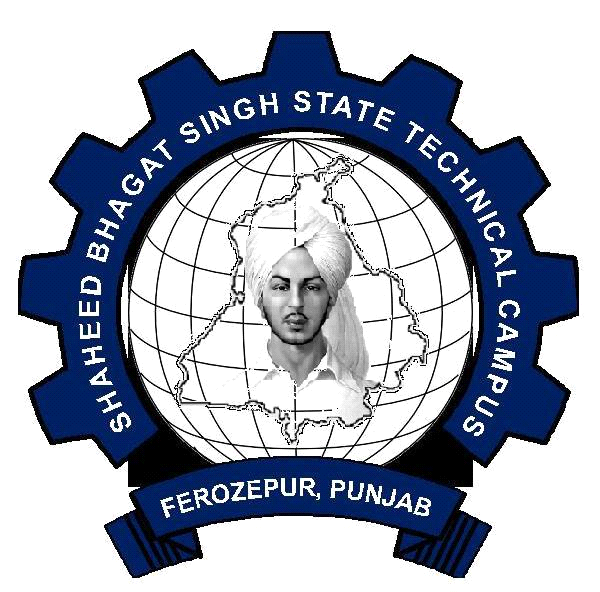 SHAHEED BHAGAT SINGH STATE TECHNICAL CAMPUS
FEROZEPUR, PUNJAB